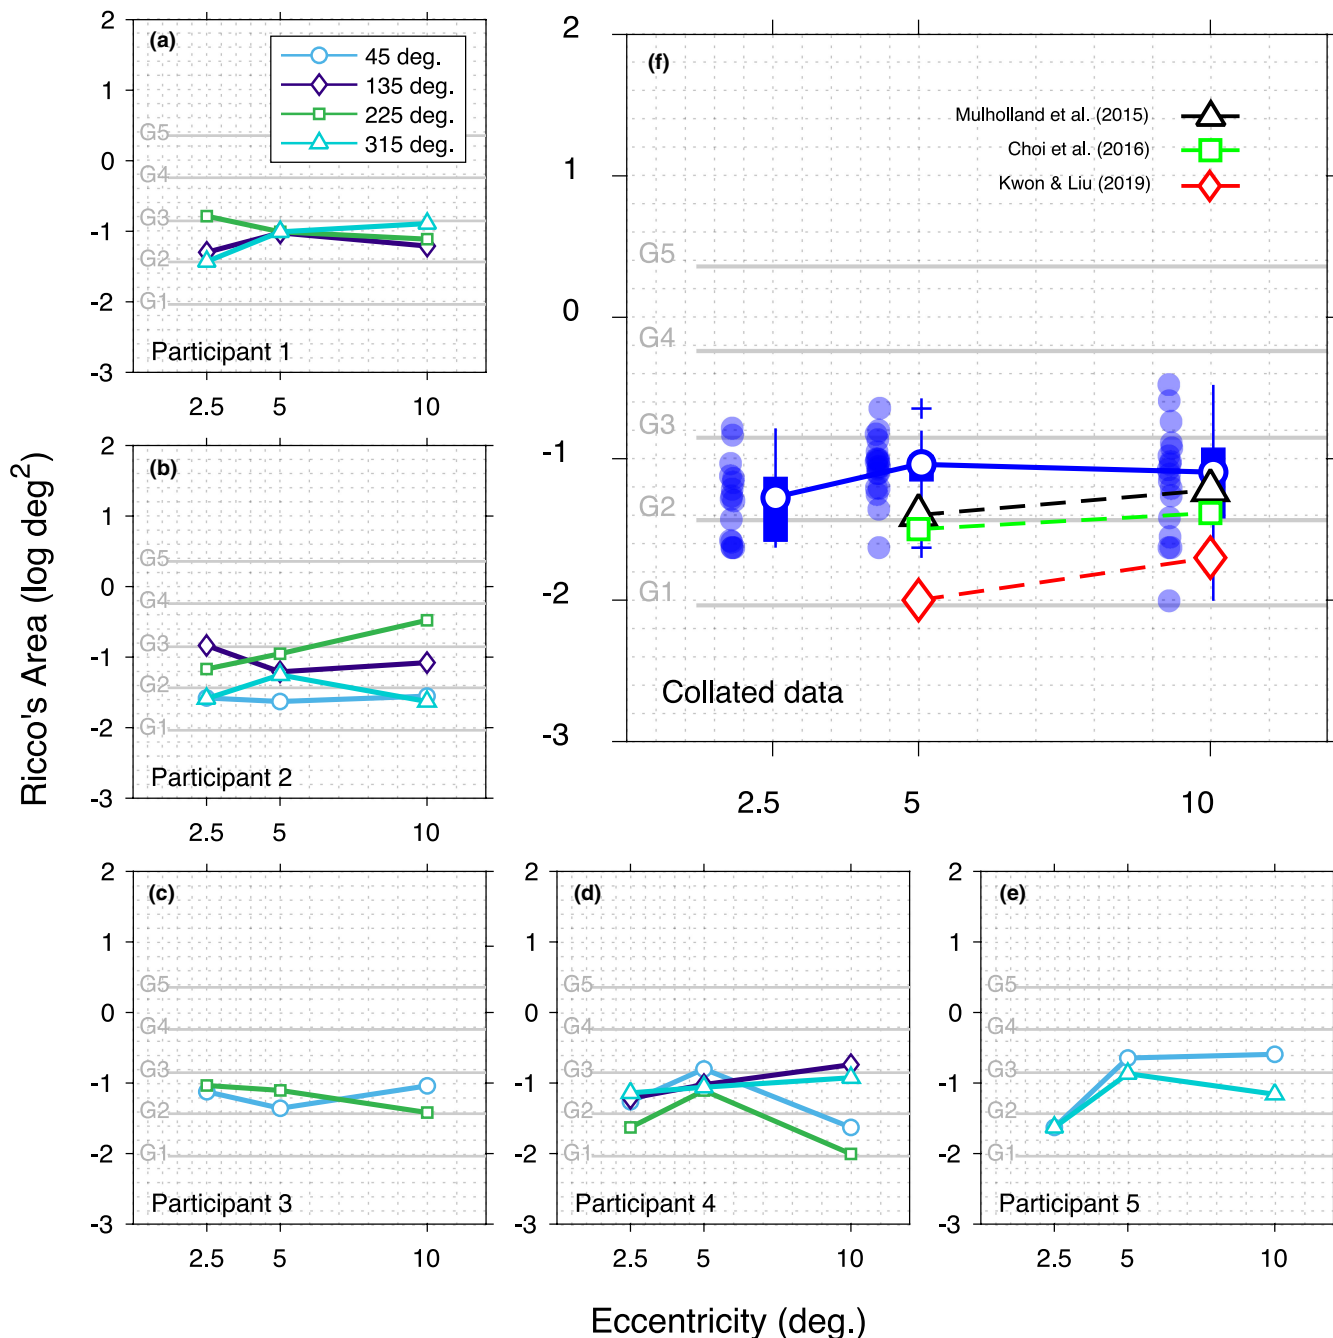 Ricco's Area (log deg²)
(a)
45 deg.
135 deg.
225 deg.
315 deg.
2
1
0
-1
-2
-3
G5
G4
G3
G2
G1
Participant 1
2.5 5 10
(b)
2
1
0
-1
-2
-3
G5
G4
G3
G2
G1
Participant 2
2.5 5 10
(f)
Mulholland et al. (2015)
Choi et al. (2016)
Kwon & Liu (2019)
2
1
0
-1
-2
-3
G5
G4
G3
G2
G1
Collated data
2.5 5 10
(c)
2
1
0
-1
-2
-3
G5
G4
G3
G2
G1
Participant 3
2.5 5 10
(d)
2
1
0
-1
-2
-3
G5
G4
G3
G2
G1
Participant 4
2.5 5 10
(e)
2
1
0
-1
-2
-3
G5
G4
G3
G2
G1
Participant 5
2.5 5 10
Eccentricity (deg.)